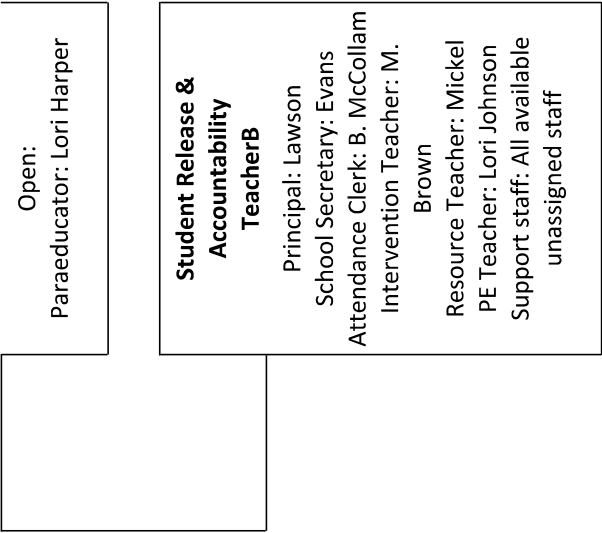 Open:
Paraeducator: Lori Harper
Student Release &
Accountability
TeacherB
Principal: Lawson
School Secretary: Evans
Attendance Clerk: B. McCollam
Intervention Teacher: M.
Brown
Resource Teacher: Mickel
PE Teacher: Lori Johnson
Support staff: All available
unassigned staff